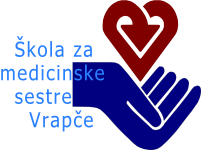 Škola za
medicinske
sestre
Vrapče